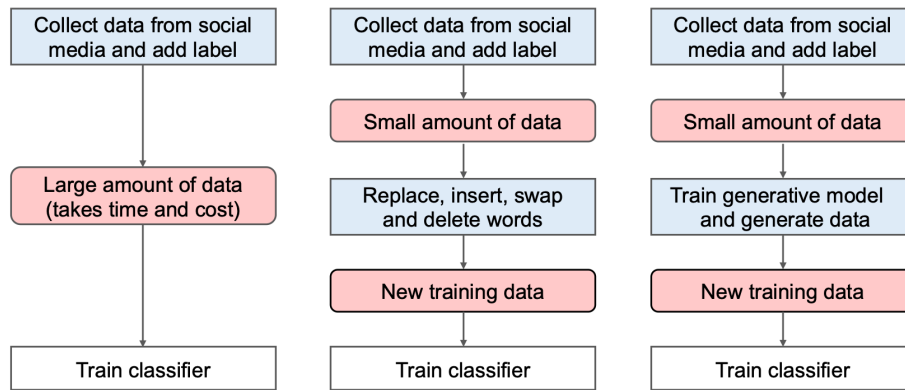 Collect data from social
media and add label
Large amount of data
(takes time and cost)
Train classifier
Collect data from social
media and add label
Small amount of data
Replace, insert, swap
and delete words
New training data
Train classifier
Collect data from social
media and add label
Small amount of data
Train generative model
and generate data
New training data
Train classifier